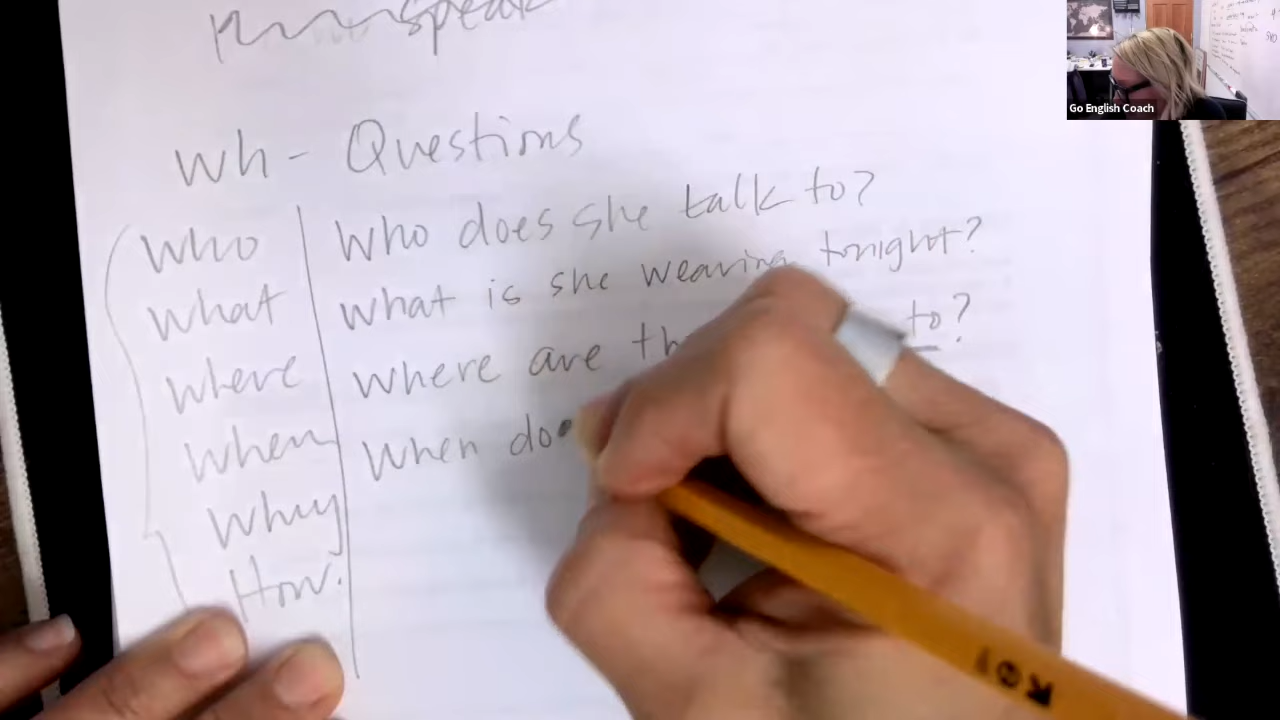 speak
Wh- Questions
Who
Who does she talk to?
What
What is she wearing tonight?
Where
Where are th to?
When
When do
Why
How.
Go English Coach